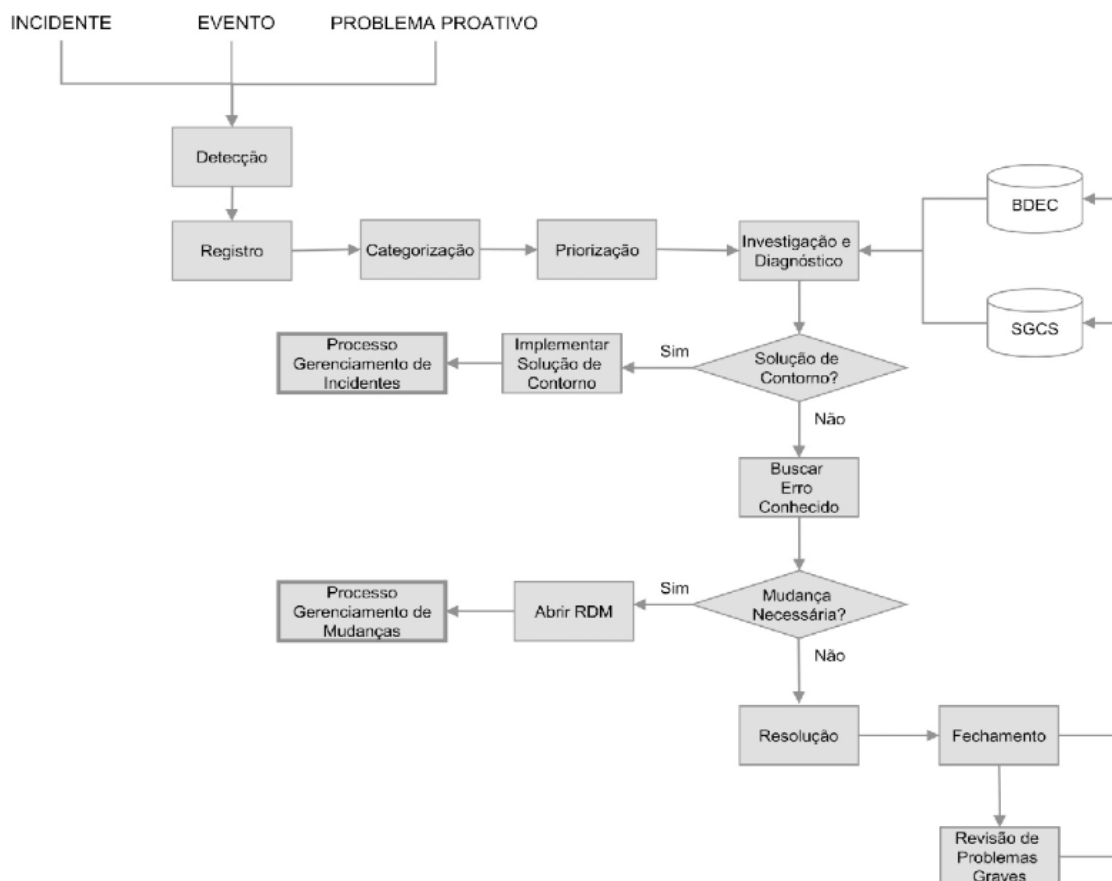 INCIDENTE
EVENTO
PROBLEMA PROATIVO
Detecção
Registro
Categorização
Priorização
Investigação e
Diagnóstico
BDEC
SGCS
Processo
Gerenciamento de
Incidentes
Implementar
Solução de
Contorno
Sim
Solução de
Contorno?
Não
Buscar
Erro
Conhecido
Processo
Gerenciamento de
Mudanças
Abrir RDM
Sim
Mudança
Necessária?
Não
Resolução
Fechamento
Revisão de
Problemas
Graves